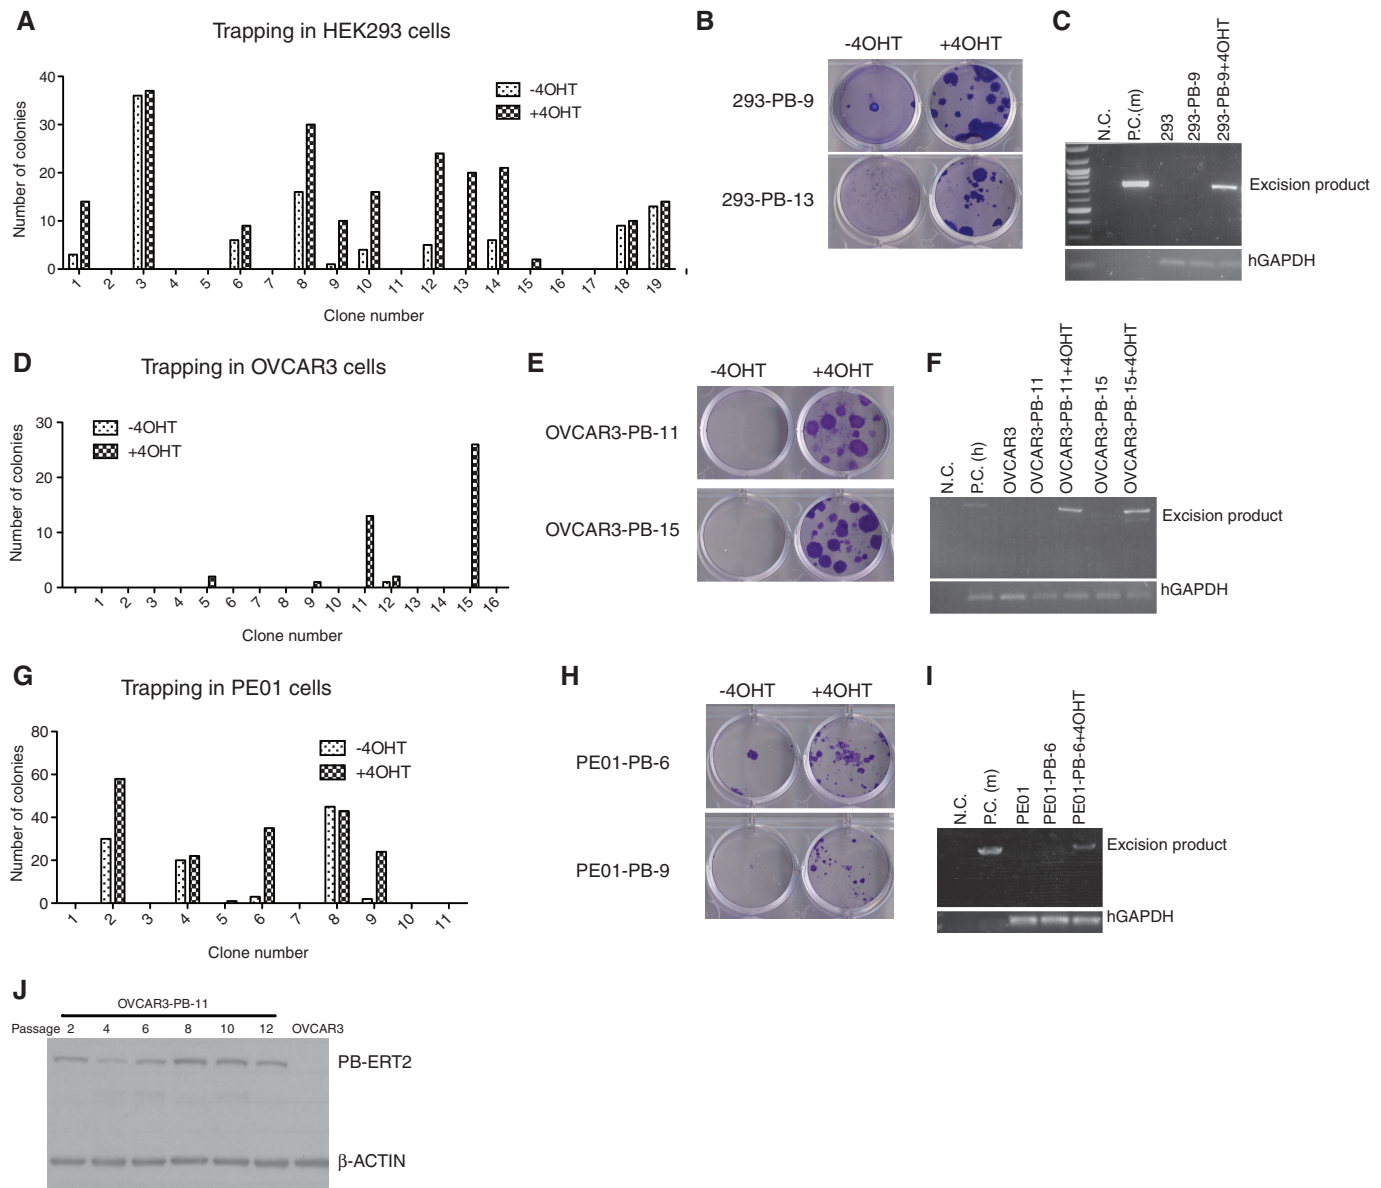 A
Trapping in HEK293 cells
Number of colonies
40
30
20
10
0
-4OHT
+4OHT
1 2 3 4 5 6 7 8 9 10 11 12 13 14 15 16 17 18 19
Clone number
B
-4OHT +4OHT
293-PB-9
293-PB-13
C
N.C.
P.C.(m)
293
293-PB-9
293-PB-9+4OHT
Excision product
hGAPDH
D
Trapping in OVCAR3 cells
Number of colonies
30
20
10
0
-4OHT
+4OHT
1 2 3 4 5 6 7 8 9 10 11 12 13 14 15 16
Clone number
E
-4OHT +4OHT
OVCAR3-PB-11
OVCAR3-PB-15
F
N.C.
P.C. (h)
OVCAR3
OVCAR3-PB-11
OVCAR3-PB-11+4OHT
OVCAR3-PB-15
OVCAR3-PB-15+4OHT
Excision product
hGAPDH
G
Trapping in PE01 cells
Number of colonies
80
60
40
20
0
-4OHT
+4OHT
1 2 3 4 5 6 7 8 9 10 11
Clone number
H
-4OHT +4OHT
PE01-PB-6
PE01-PB-9
I
N.C.
P.C. (m)
PE01
PE01-PB-6
PE01-PB-6+4OHT
Excision product
hGAPDH
J
OVCAR3-PB-11
Passage 2 4 6 8 10 12 OVCAR3
PB-ERT2
β-ACTIN